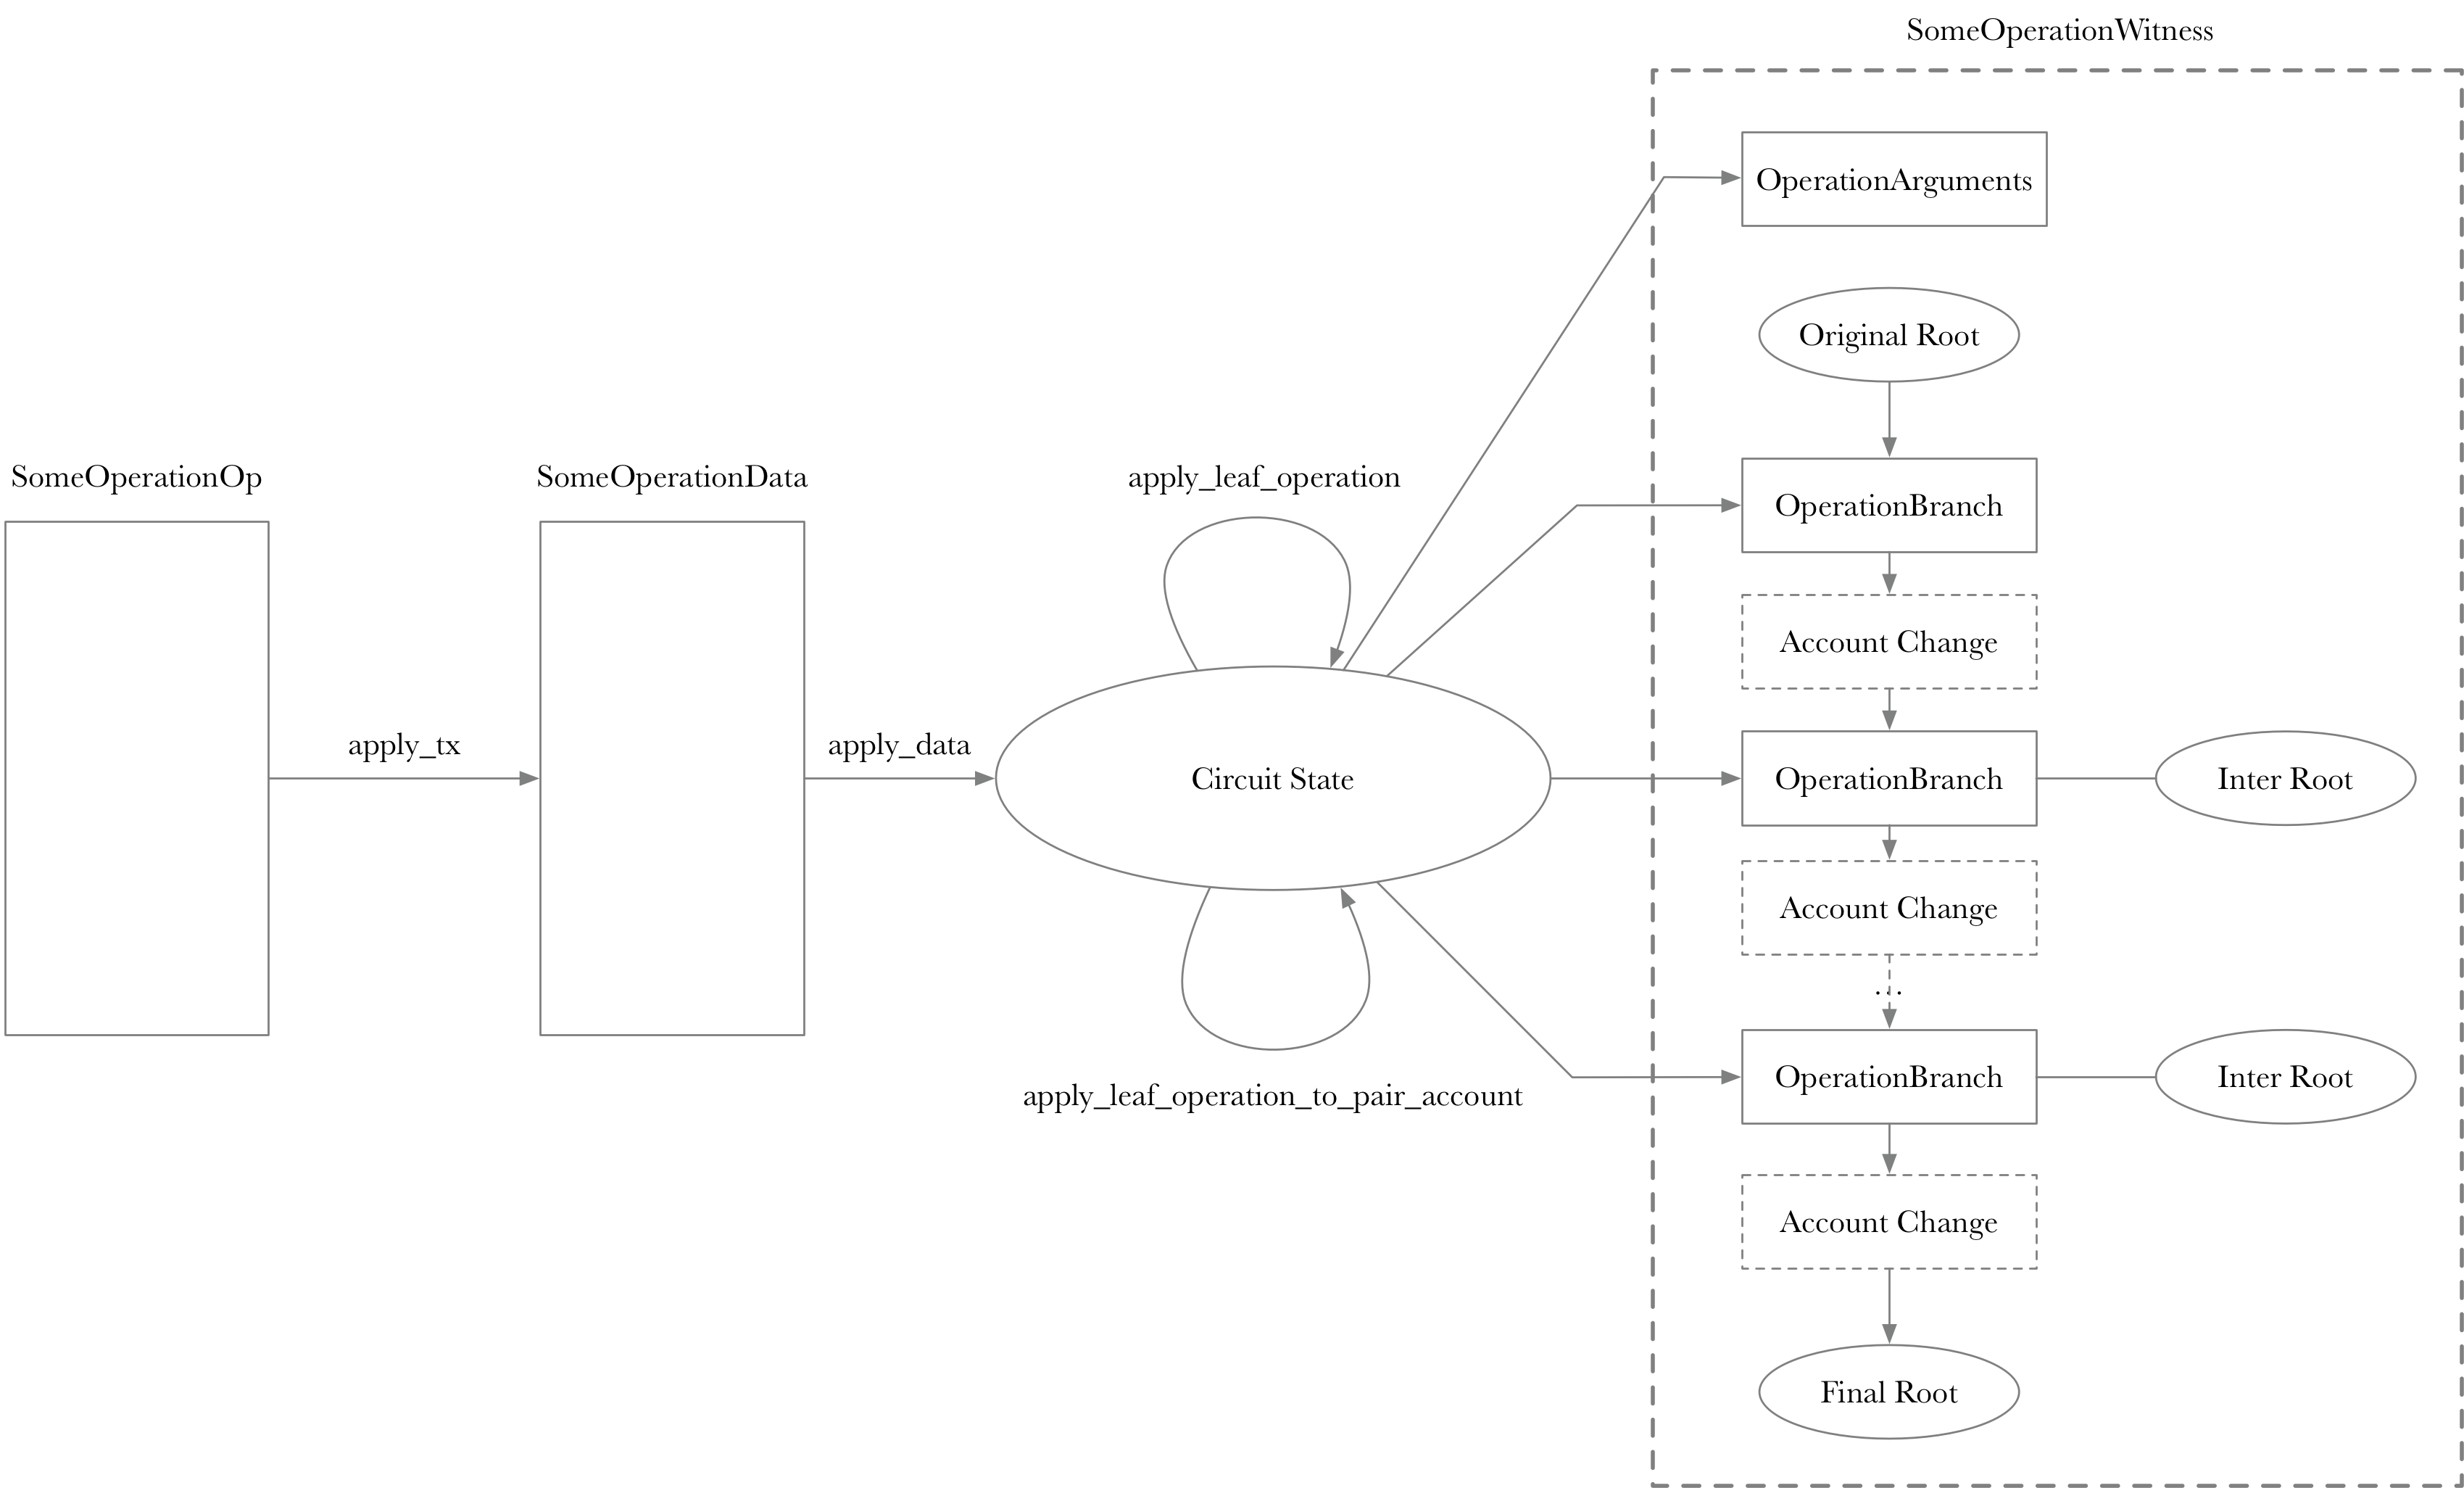 SomeOperationWitness
OperationArguments
Original Root
SomeOperationOp
SomeOperationData
apply_leaf_operation
OperationBranch
Account Change
apply_tx
apply_data
Circuit State
OperationBranch
Inter Root
Account Change
...
apply_leaf_operation_to_pair_account
OperationBranch
Inter Root
Account Change
Final Root